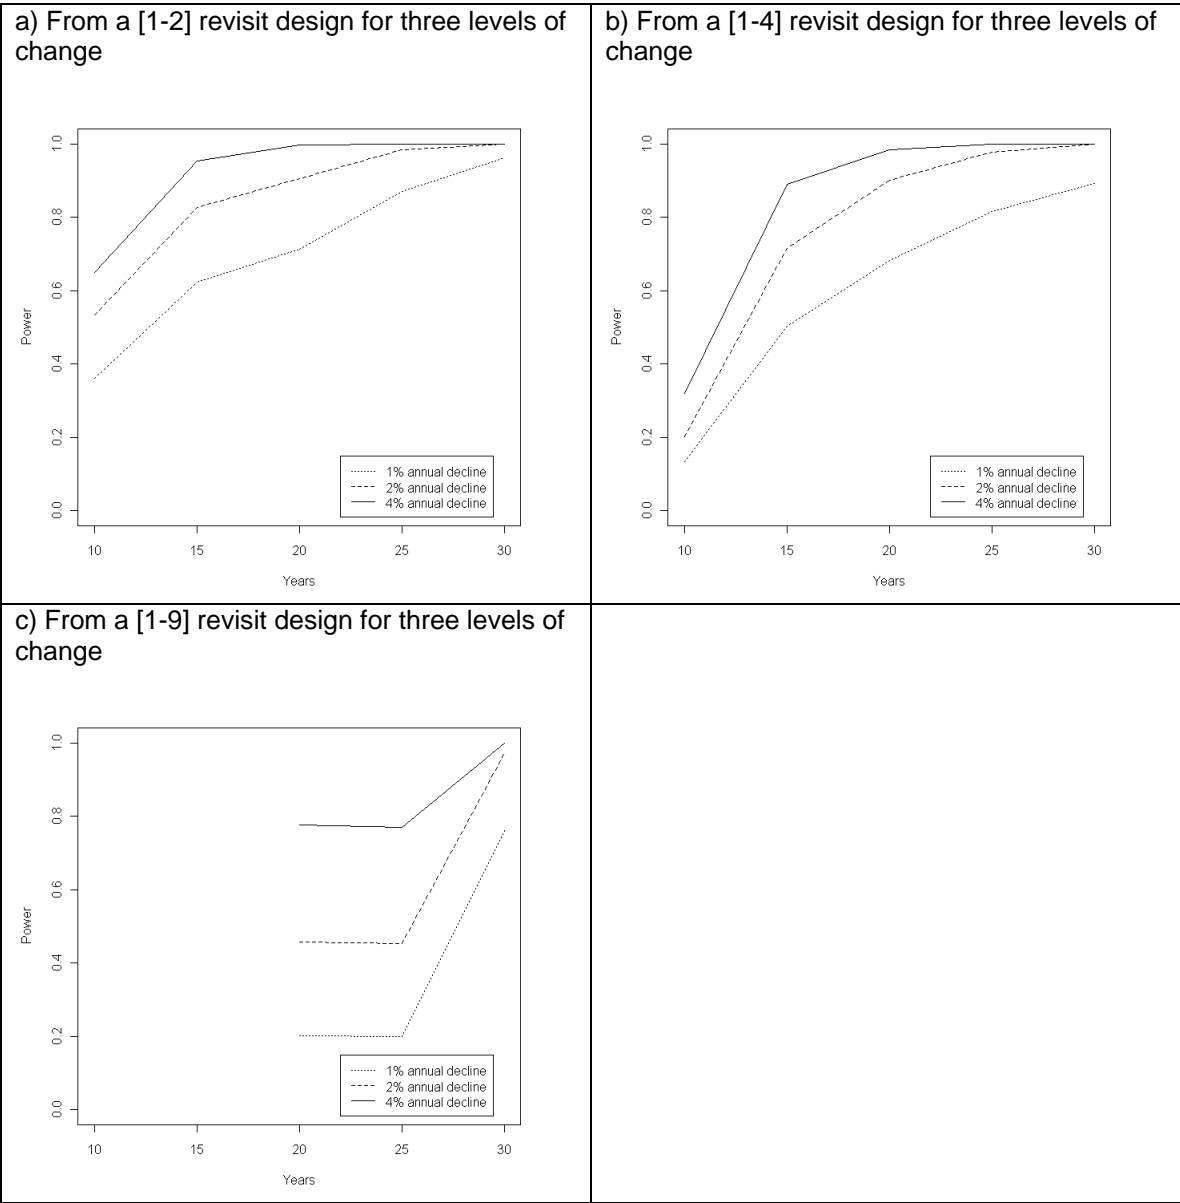 a) From a [1-2] revisit design for three levels of
change
1.0
0.8
0.6
0.4
0.2
0.0
Power
10 15 20 25 30
Years
1% annual decline
2% annual decline
4% annual decline
b) From a [1-4] revisit design for three levels of
change
1.0
0.8
0.6
0.4
0.2
0.0
Power
10 15 20 25 30
Years
1% annual decline
2% annual decline
4% annual decline
c) From a [1-9] revisit design for three levels of
change
1.0
0.8
0.6
0.4
0.2
0.0
Power
10 15 20 25 30
Years
1% annual decline
2% annual decline
4% annual decline